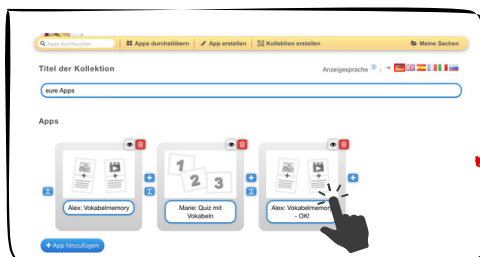 Apps durchsuchen Apps durchstöbern App erstellen Kollektion erstellen Meine Sachen
Titel der Kollektion Anzeigesprache ? :
eure Apps
Apps
1 2 3
Alex: Vokabelmemory
Marie: Quiz mit
Vokabeln
Alex: Vokabelmemory
- OK!
+ App hinzufügen